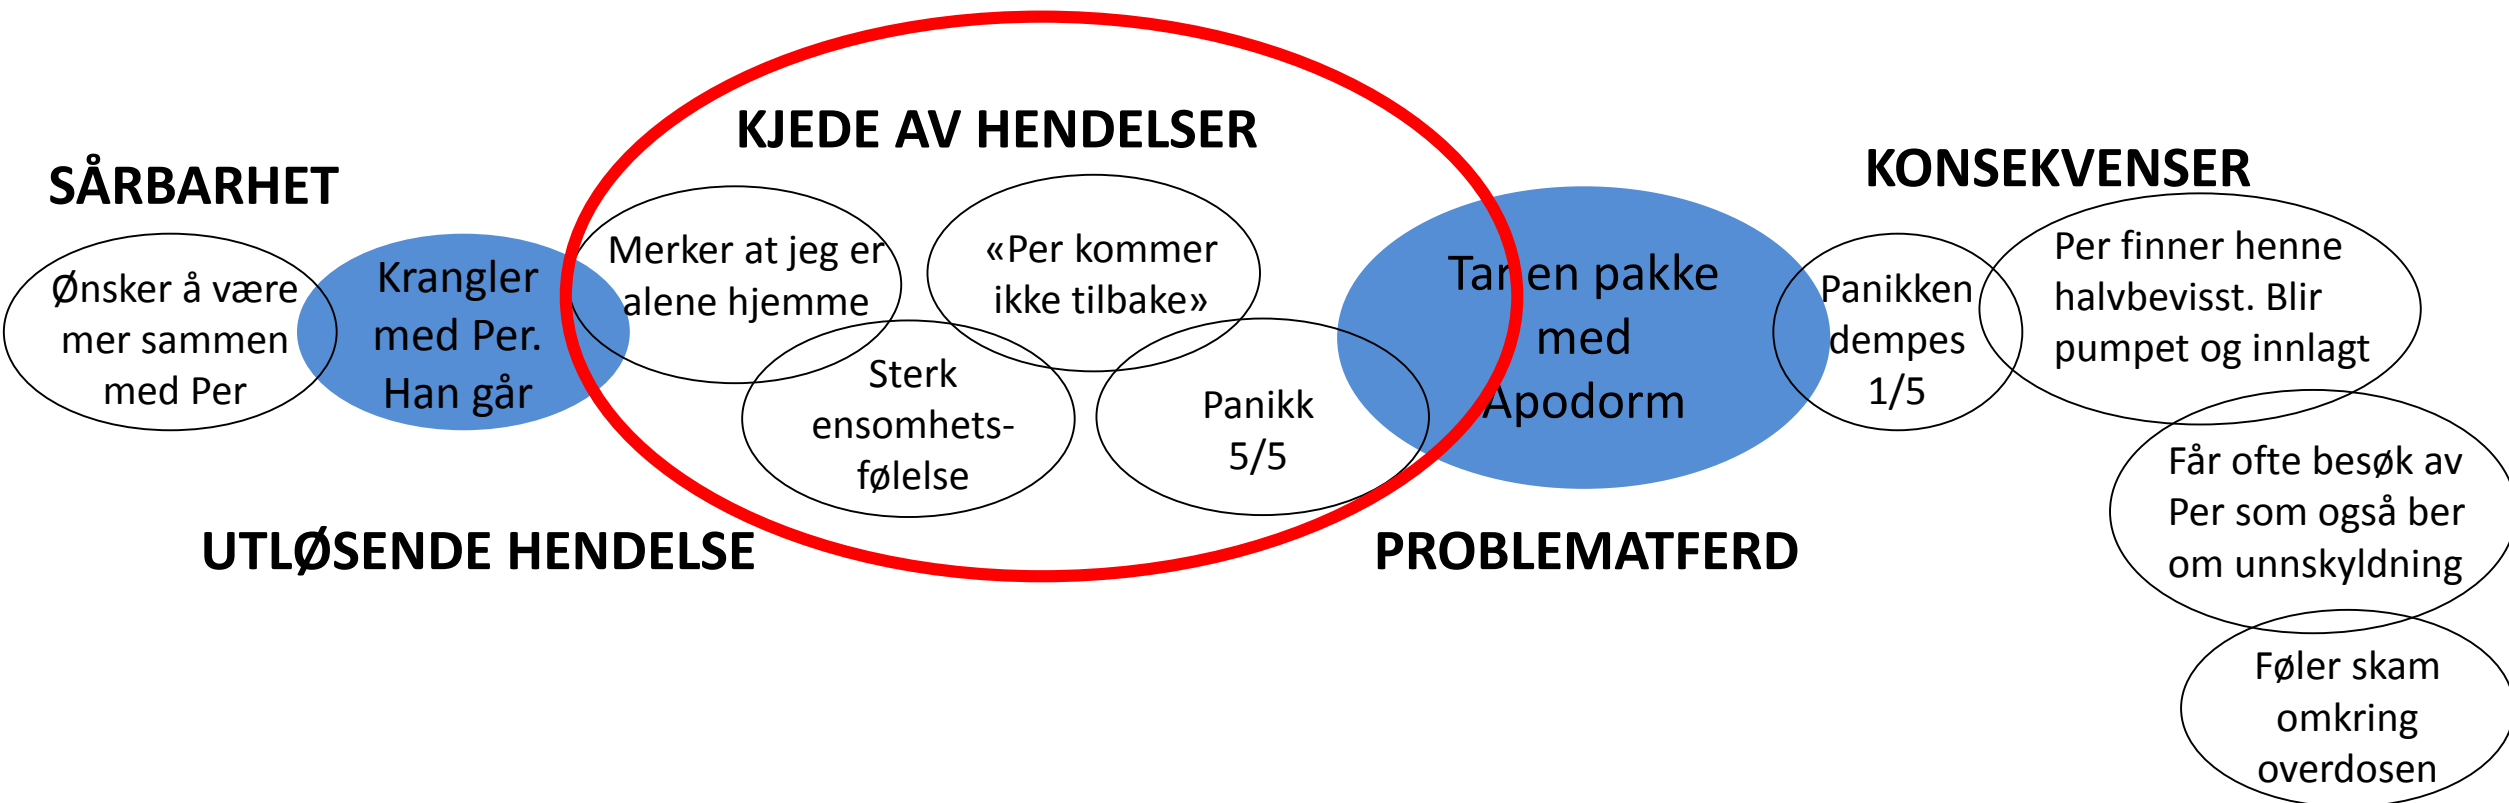 KJEDE AV HENDELSER
SÅRBARHET
KONSEKVENSER
Ønsker å være
mer sammen
med Per
Krangler
med Per.
Han går
Merker at jeg er
alene hjemme
Sterk
ensomhets-
følelse
«Per kommer
ikke tilbake»
Panikk
5/5
Tar en pakke
med
Apodorm
Panikken
dempes
1/5
Per finner henne
halvbevisst. Blir
pumpet og innlagt
Får ofte besøk av
Per som også ber
om unnskyldning
Føler skam
omkring
overdosen
UTLØSENDE HENDELSE
PROBLEMATFERD